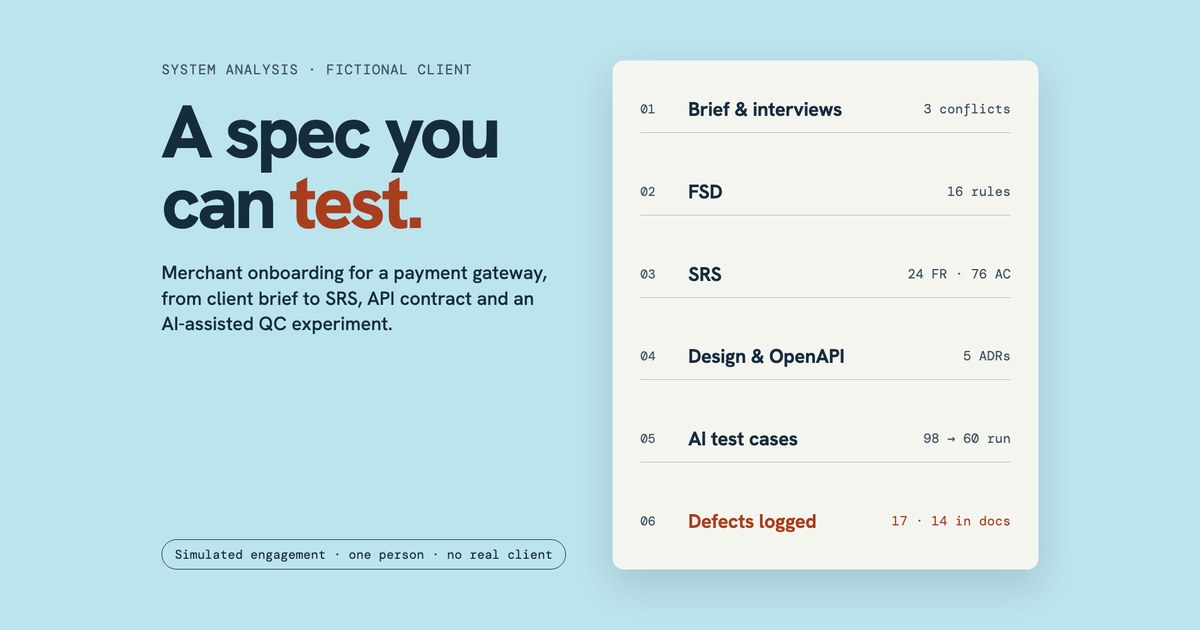 SYSTEM ANALYSIS · FICTIONAL CLIENT
A spec you
can test.
Merchant onboarding for a payment gateway,
from client brief to SRS, API contract and an
AI-assisted QC experiment.
Simulated engagement · one person · no real client
01 Brief & interviews 3 conflicts
02 FSD 16 rules
03 SRS 24 FR · 76 AC
04 Design & OpenAPI 5 ADRs
05 AI test cases 98 → 60 run
06 Defects logged 17 · 14 in docs